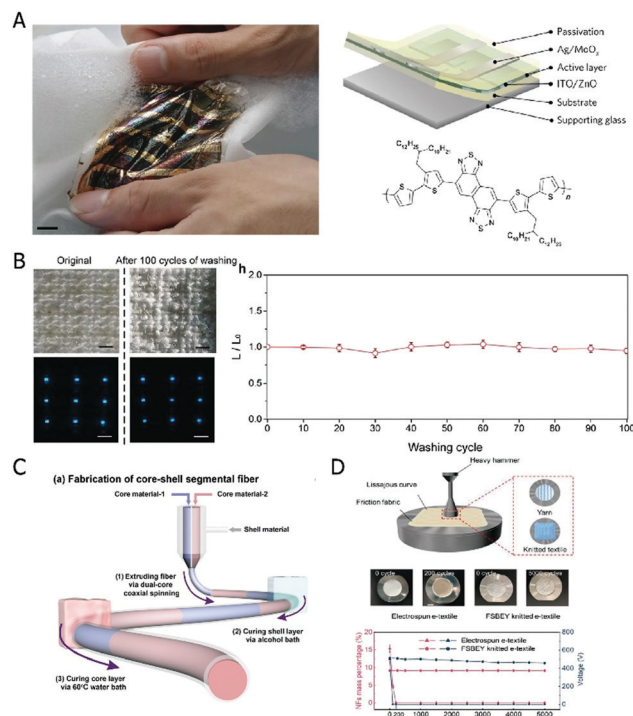 A
Passivation
Ag/MoOₓ
Active layer
ITO/ZnO
Substrate
Supporting glass
C₁₂H₂₅
C₁₀H₂₁
N
S
N
S
S
S
S
n
N
S
N
C₁₀H₂₁
C₁₂H₂₅
B
Original
After 100 cycles of washing
h
L / L₀
2.0
1.5
1.0
0.5
0.0
0 10 20 30 40 50 60 70 80 90 100
Washing cycle
C
(a) Fabrication of core-shell segmental fiber
Core material-1
Core material-2
Shell material
(1) Extruding fiber
via dual-core
coaxial spinning
(2) Curing shell layer
via alcohol bath
(3) Curing core layer
via 60°C water bath
D
Heavy hammer
Lissajous curve
Friction fabric
Yarn
Knitted textile
0 cycle
200 cycles
0 cycle
5000 cycles
Electrospun e-textile
FSBEY knitted e-textile
Electrospun e-textile
FSBEY knitted e-textile
NFs mass percentage (%)
20
15
10
5
0
800
600
400
200
0
Voltage (V)
0 200 1000 2000 3000 4000 5000